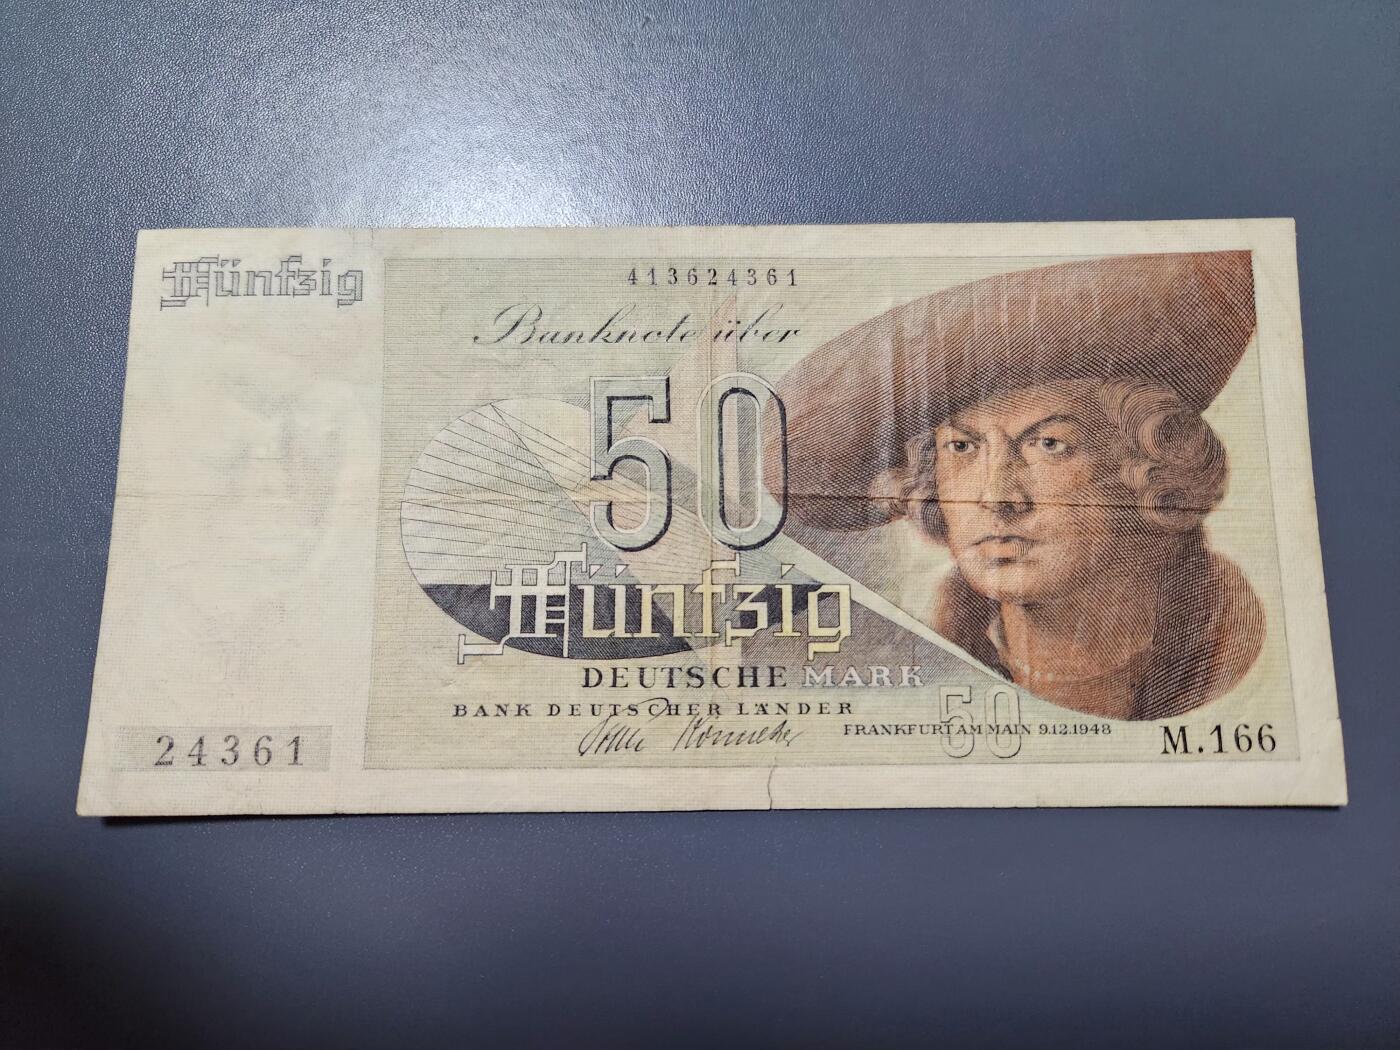 Fünfzig
413624361
Banknote über
50
Fünfzig
DEUTSCHE MARK
BANK DEUTSCHER LÄNDER
FRANKFURT AM MAIN 9.12.1948
50
M.166
24361